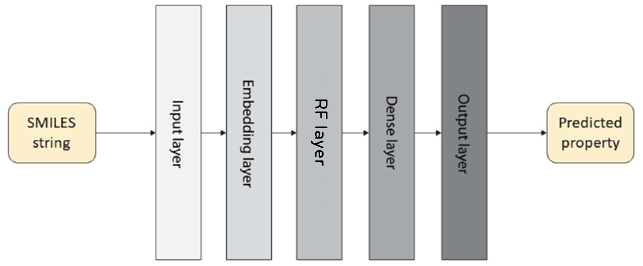 SMILES
string
Input layer
Embedding layer
RF layer
Dense layer
Output layer
Predicted
property